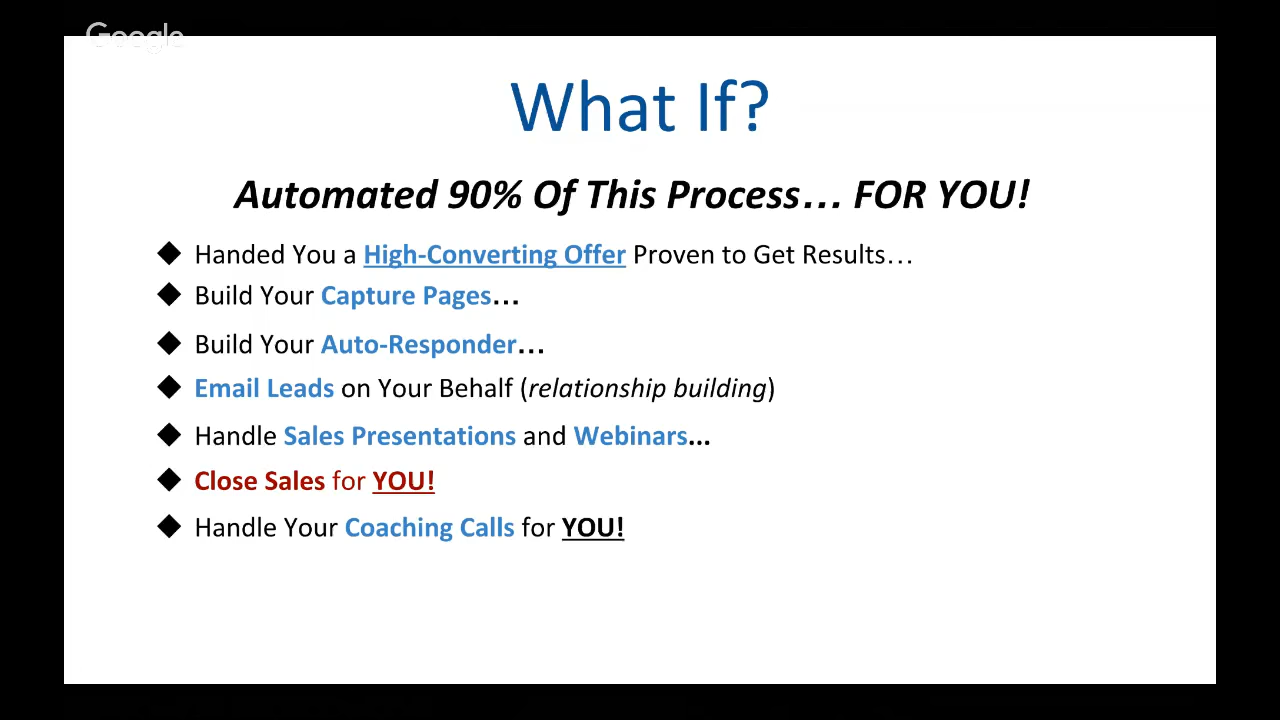 Google
What If?
Automated 90% Of This Process... FOR YOU!
Handed You a High-Converting Offer Proven to Get Results...
Build Your Capture Pages...
Build Your Auto-Responder...
Email Leads on Your Behalf (relationship building)
Handle Sales Presentations and Webinars...
Close Sales for YOU!
Handle Your Coaching Calls for YOU!